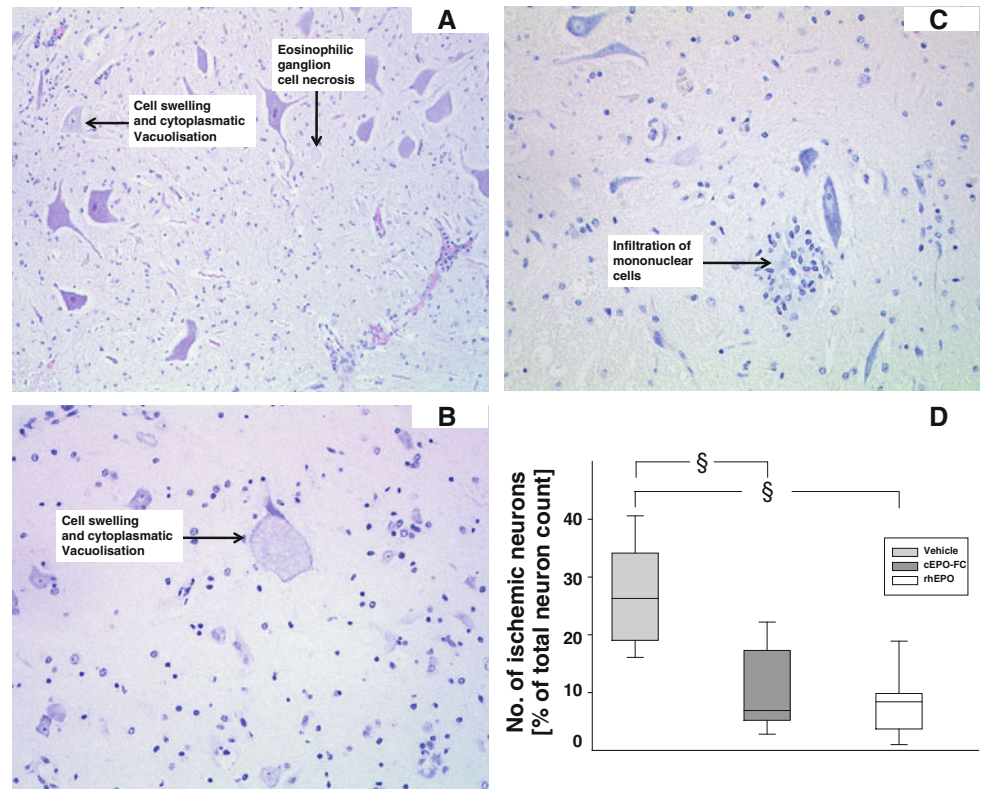 A
Eosinophilic
ganglion
cell necrosis
Cell swelling
and cytoplasmatic
Vacuolisation
C
Infiltration of
mononuclear
cells
B
Cell swelling
and cytoplasmatic
Vacuolisation
D
No. of ischemic neurons
[% of total neuron count]
§
§
40
30
20
10
0
Vehicle
cEPO-FC
rhEPO